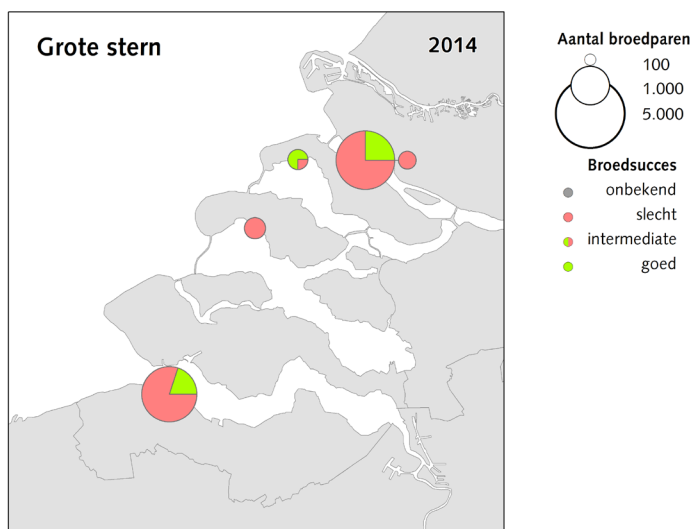 Grote stern
2014
Aantal broedparen
100
1.000
5.000
Broedsucces
onbekend
slecht
intermediate
goed